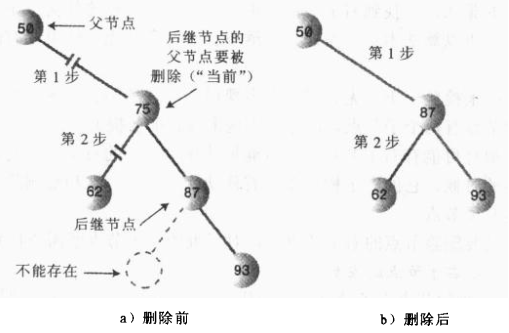 50
父节点
第1步
后继节点的
父节点要被
删除（“当前”）
75
第2步
62
87
后继节点
不能存在
93
a）删除前
50
第1步
87
第2步
62
93
b）删除后